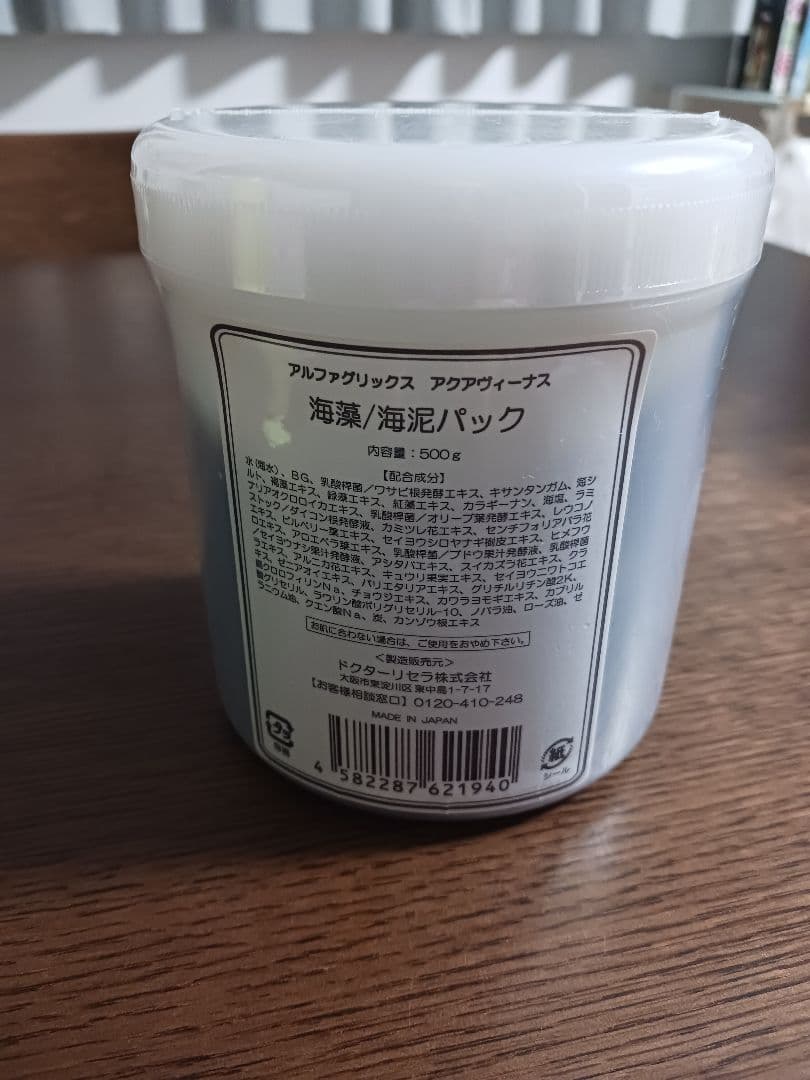 アルファグリックス アクアヴィーナス
海藻/海泥パック
内容量：500g
【配合成分】
水(海水)、BG、乳酸桿菌/ワサビ根発酵エキス、キサンタンガム、海シ
ルト、褐藻エキス、緑藻エキス、紅藻エキス、カラギーナン、海塩、ラミ
ナリアオクロロイカエキス、乳酸桿菌/オリーブ葉発酵エキス、レウコノ
ストック/ダイコン根発酵液、カミツレ花エキス、センチフォリアバラ花
エキス、ビルベリー葉エキス、セイヨウシロヤナギ樹皮エキス、ヒメフウ
ロエキス、アロエベラ葉エキス、乳酸桿菌/ブドウ果汁発酵液、乳酸桿菌
/セイヨウナシ果汁発酵液、アシタバエキス、スイカズラ花エキス、クラ
ラエキス、アルニカ花エキス、キュウリ果実エキス、セイヨウニワトコエ
キス、ゼニアオイエキス、パリエタリアエキス、グリチルリチン酸2K、
銅クロロフィリンNa、チョウジエキス、カワラヨモギエキス、カプリル
酸グリセリル、ラウリン酸ポリグリセリル-10、ノバラ油、ローズ油、ゼ
ラニウム油、クエン酸Na、炭、カンゾウ根エキス
お肌に合わない場合は、ご使用をおやめ下さい。
＜製造販売元＞
ドクターリセラ株式会社
大阪市東淀川区東中島1-7-17
【お客様相談窓口】0120-410-248
MADE IN JAPAN
プラ
紙
シール
4 582287 621940